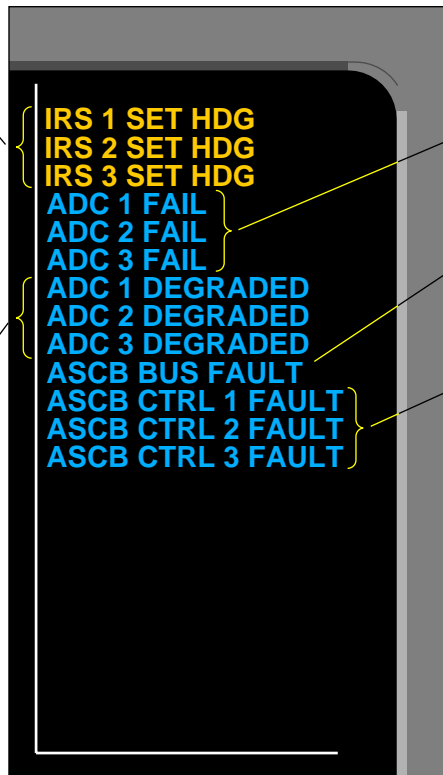 IRS 1 SET HDG
IRS 2 SET HDG
IRS 3 SET HDG
ADC 1 FAIL
ADC 2 FAIL
ADC 3 FAIL
ADC 1 DEGRADED
ADC 2 DEGRADED
ADC 3 DEGRADED
ASCB BUS FAULT
ASCB CTRL 1 FAULT
ASCB CTRL 2 FAULT
ASCB CTRL 3 FAULT